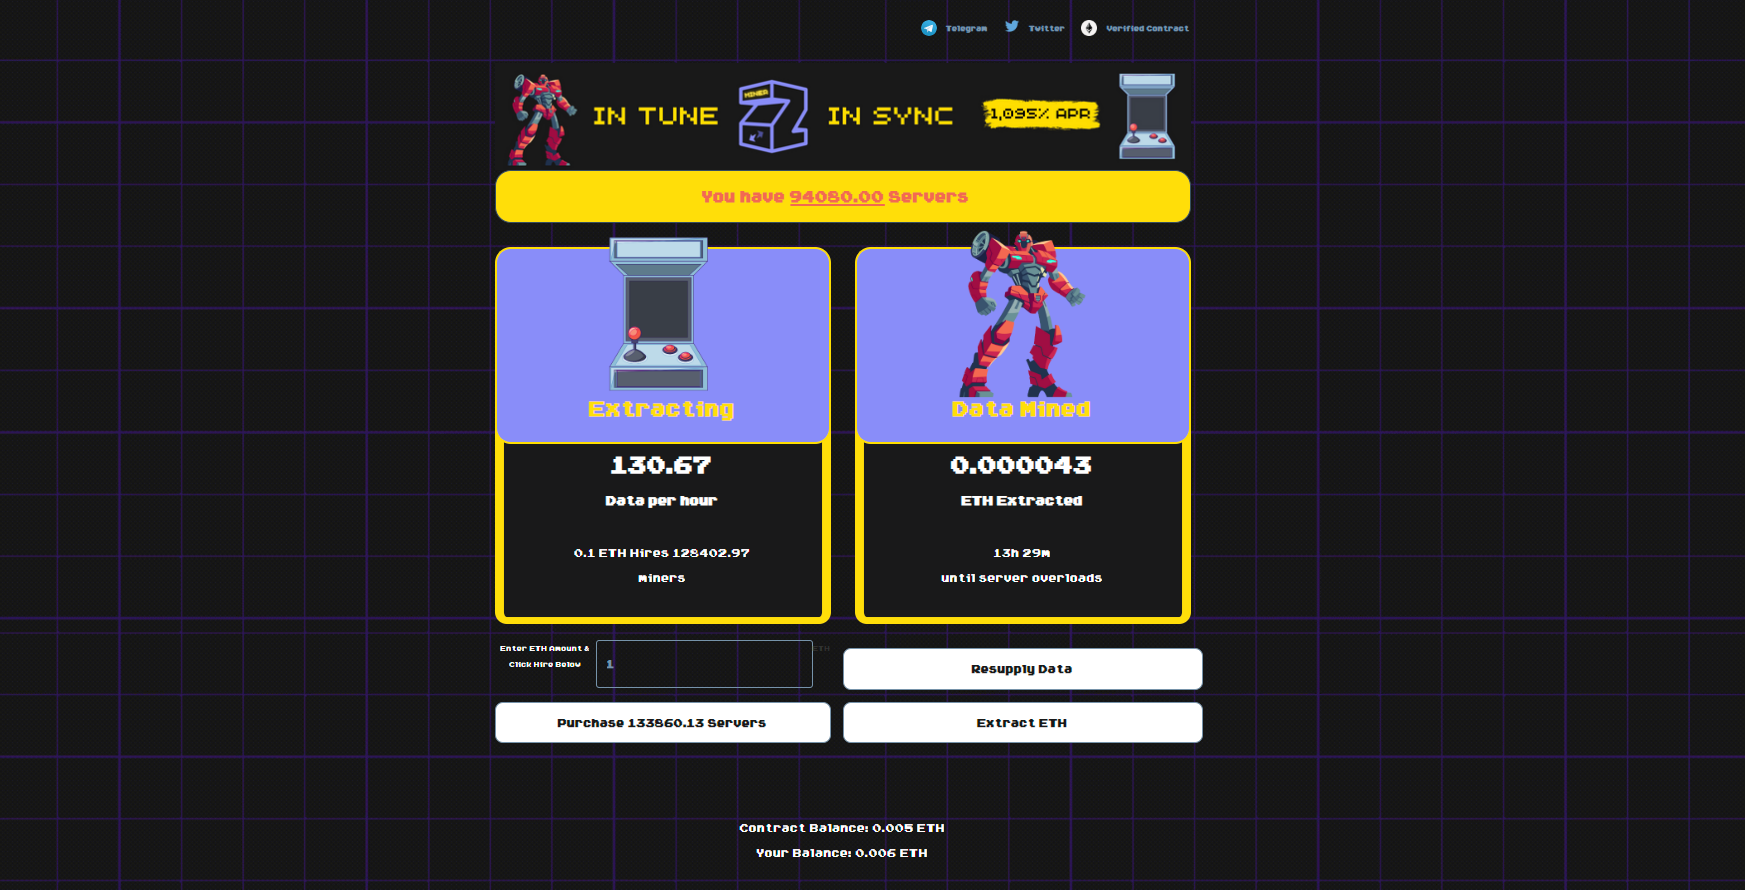 Telegram
Twitter
Verified Contract
IN TUNE
MINER
IN SYNC
1,095% APR
You have 94080.00 Servers
Extracting
130.67
Data per hour
0.1 ETH Hires 128402.97
miners
Data Mined
0.000043
ETH Extracted
13h 29m
until server overloads
Enter ETH Amount &
Click Hire Below
1
ETH
Resupply Data
Purchase 133860.13 Servers
Extract ETH
Contract Balance: 0.005 ETH
Your Balance: 0.006 ETH